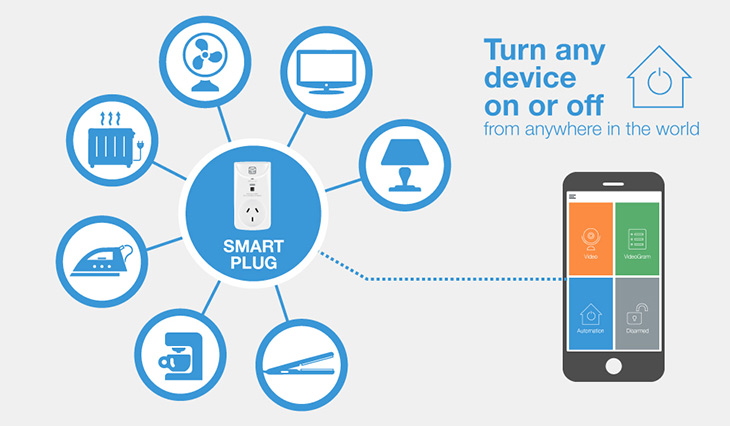 Turn any
device
on or off
from anywhere in the world
SMART
PLUG
Video
VideoGram
Automation
Disarmed